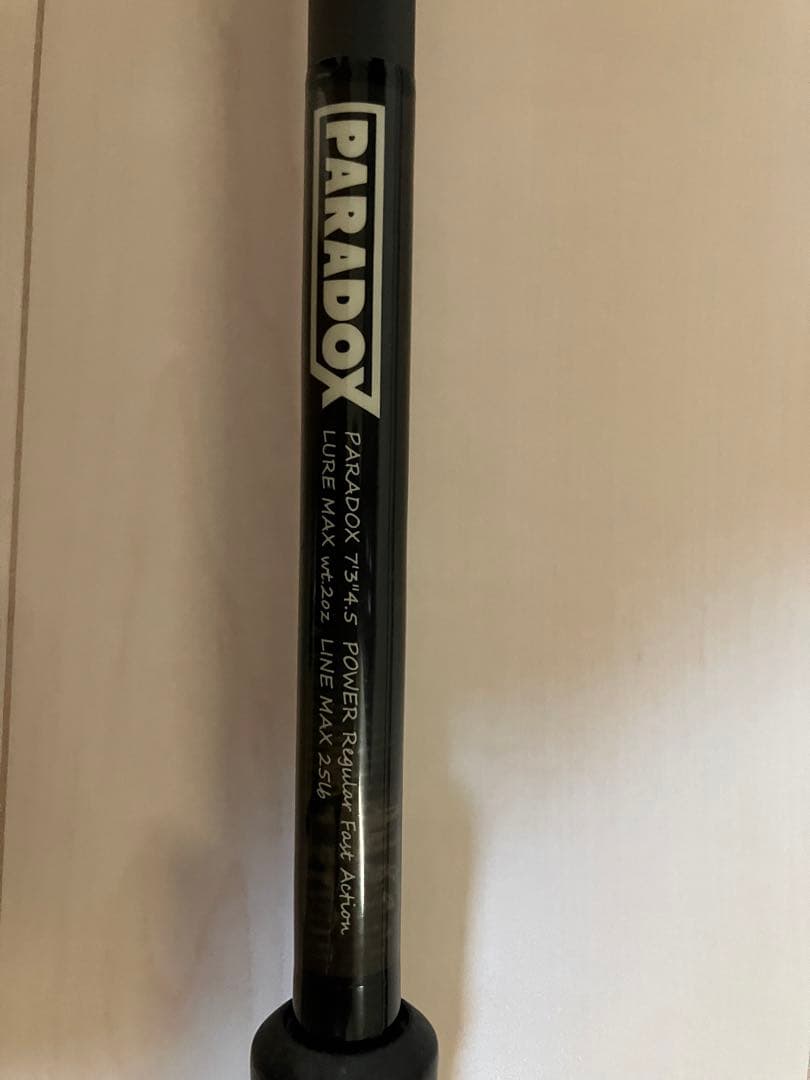 PARADOX
PARADOX 7'3"4.5 POWER Regular Fast Action
LURE MAX wt.2oz LINE MAX 25lb